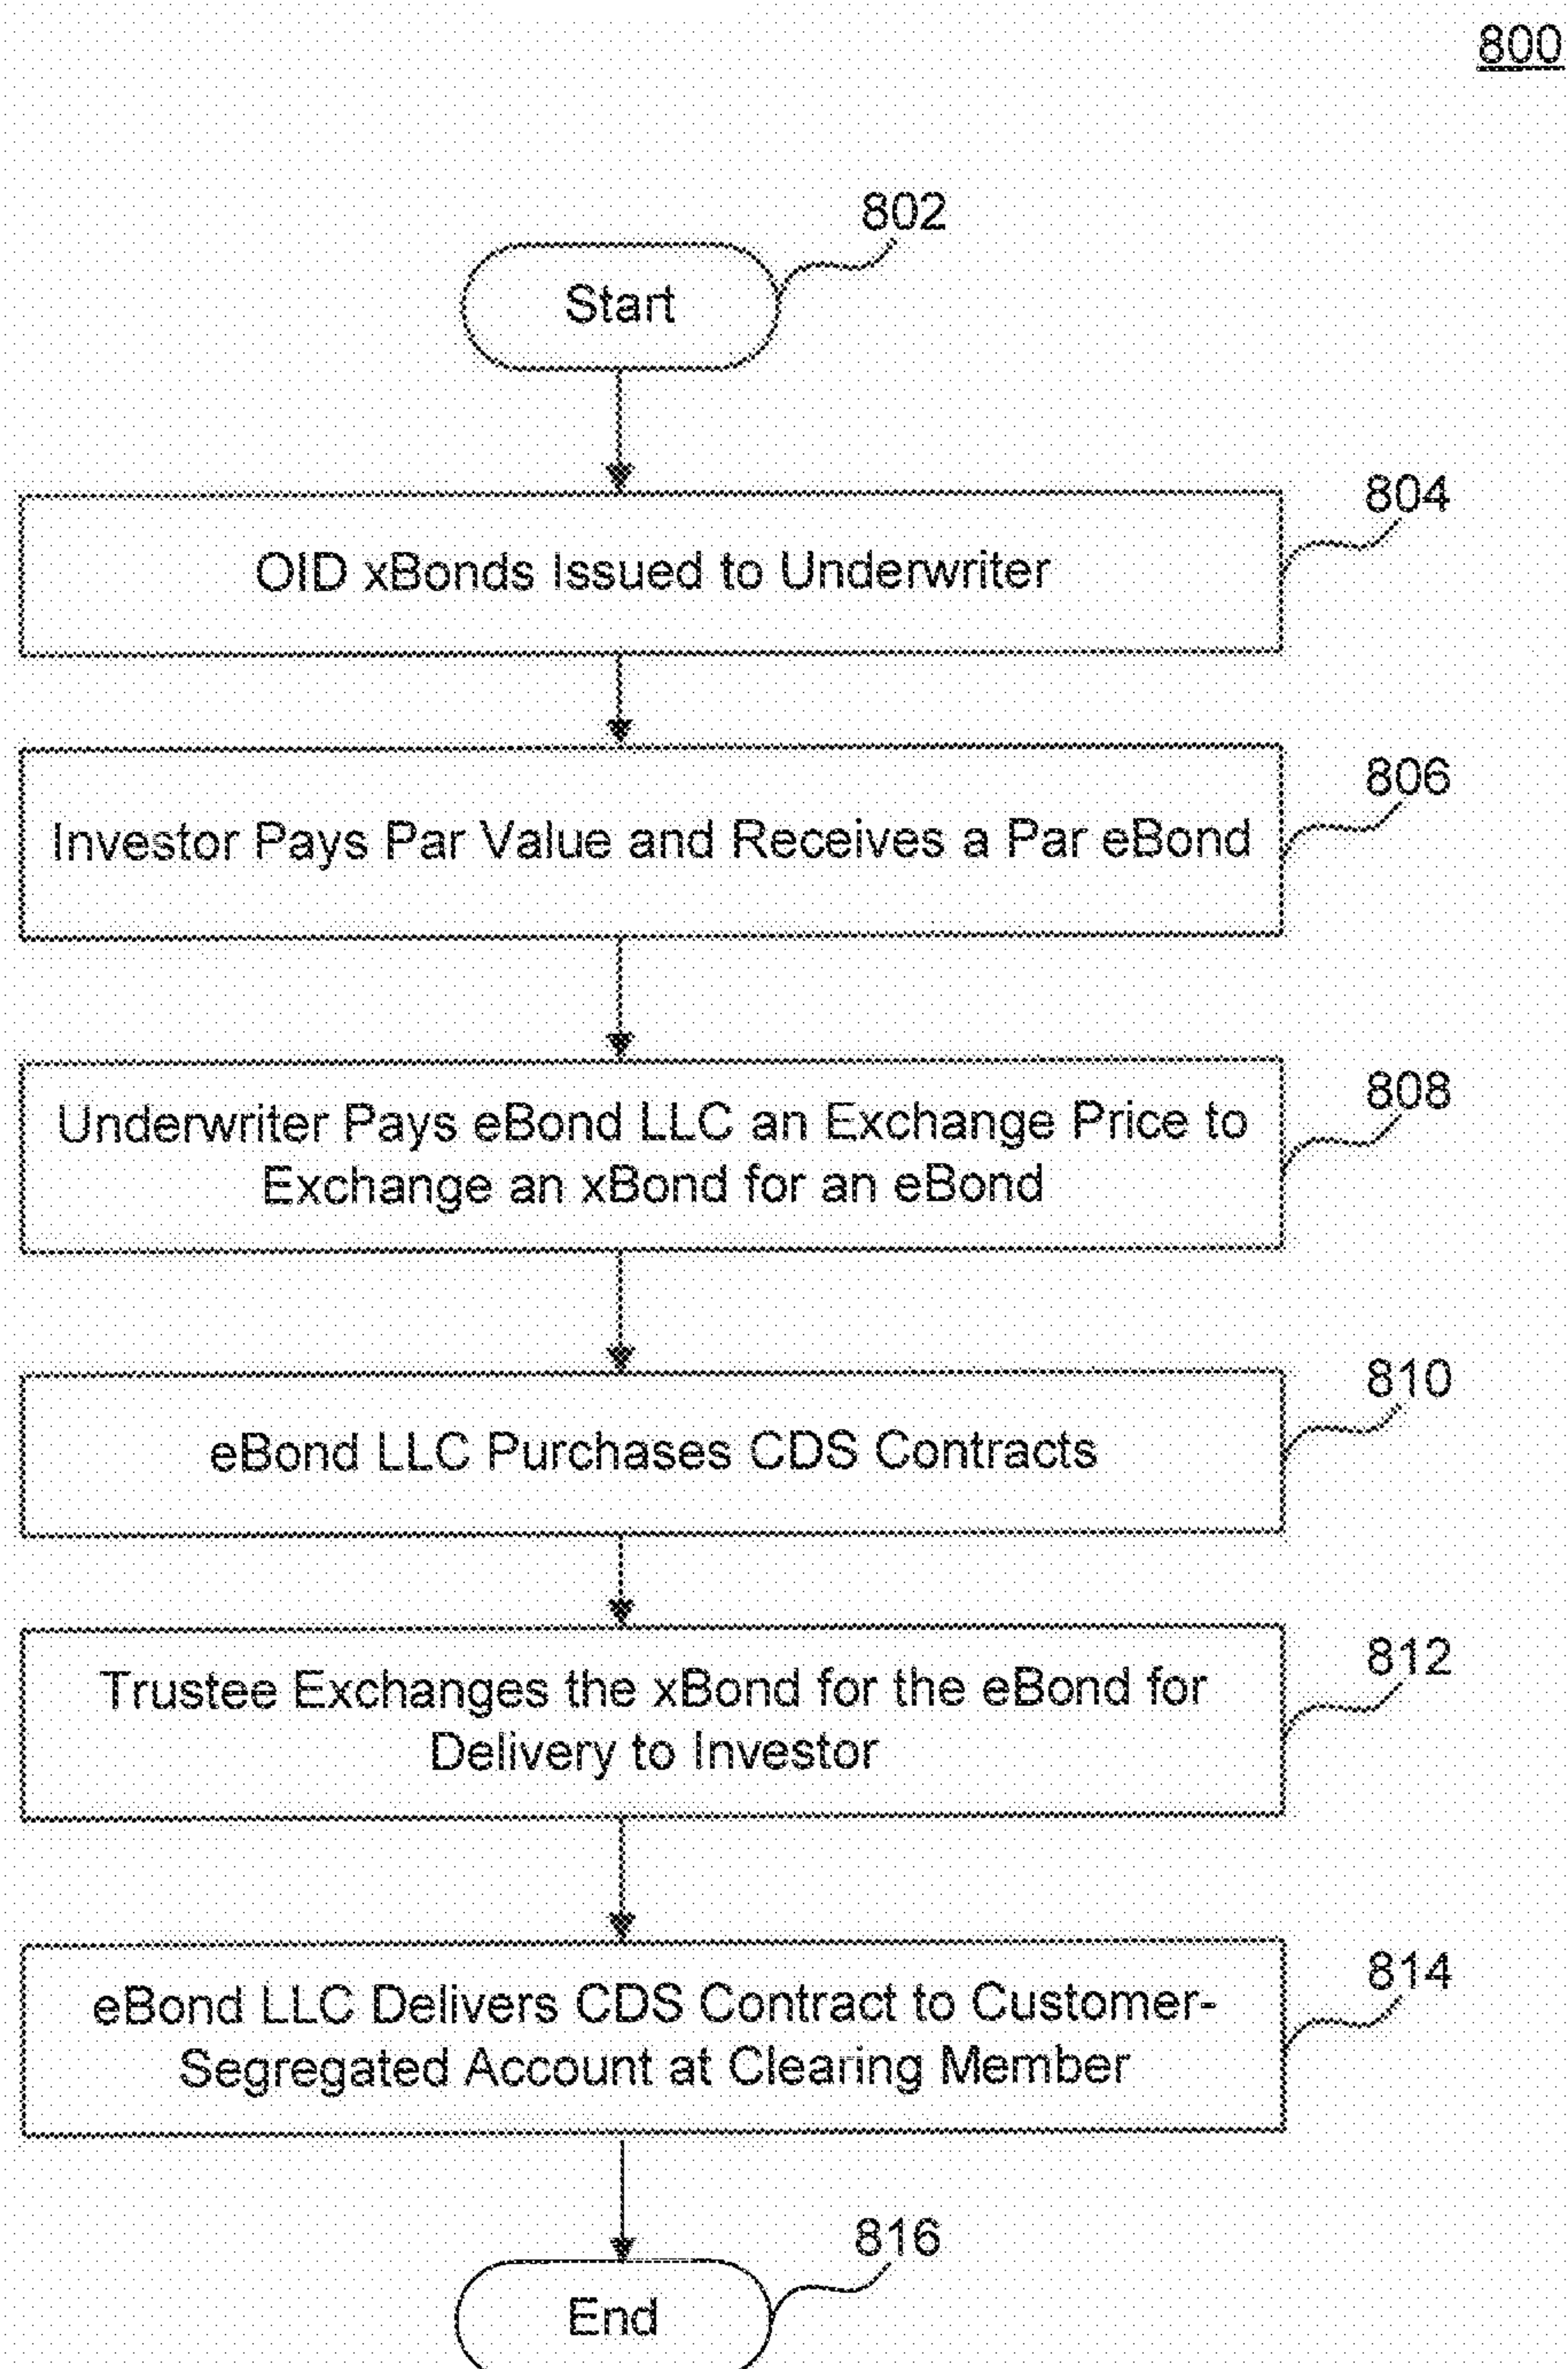 800
802
Start
804
OID xBonds Issued to Underwriter
806
Investor Pays Par Value and Receives a Par eBond
808
Underwriter Pays eBond LLC an Exchange Price to
Exchange an xBond for an eBond
810
eBond LLC Purchases CDS Contracts
812
Trustee Exchanges the xBond for the eBond for
Delivery to Investor
814
eBond LLC Delivers CDS Contract to Customer-
Segregated Account at Clearing Member
816
End